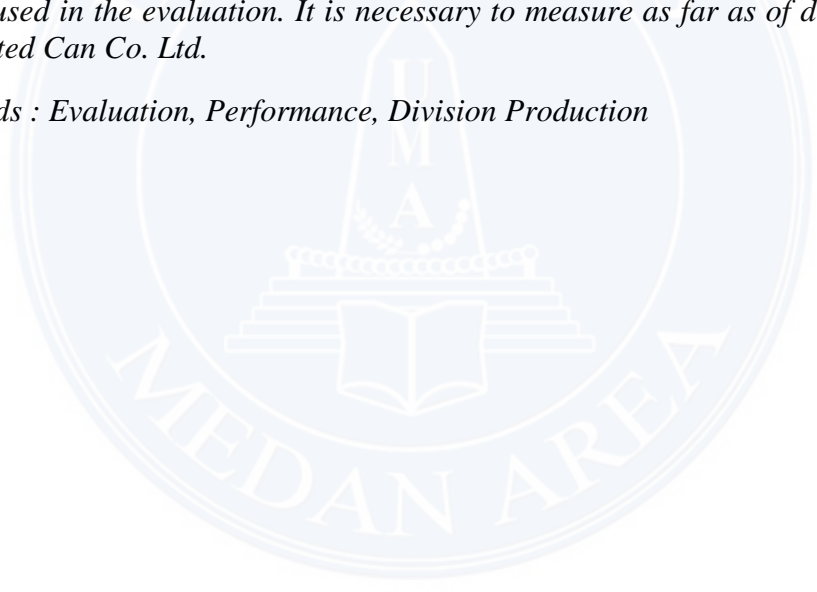 used in the evaluation. It is necessary to measure as far as of d
ted Can Co. Ltd.
ds : Evaluation, Performance, Division Production
U
M
A
MEDAN AREA